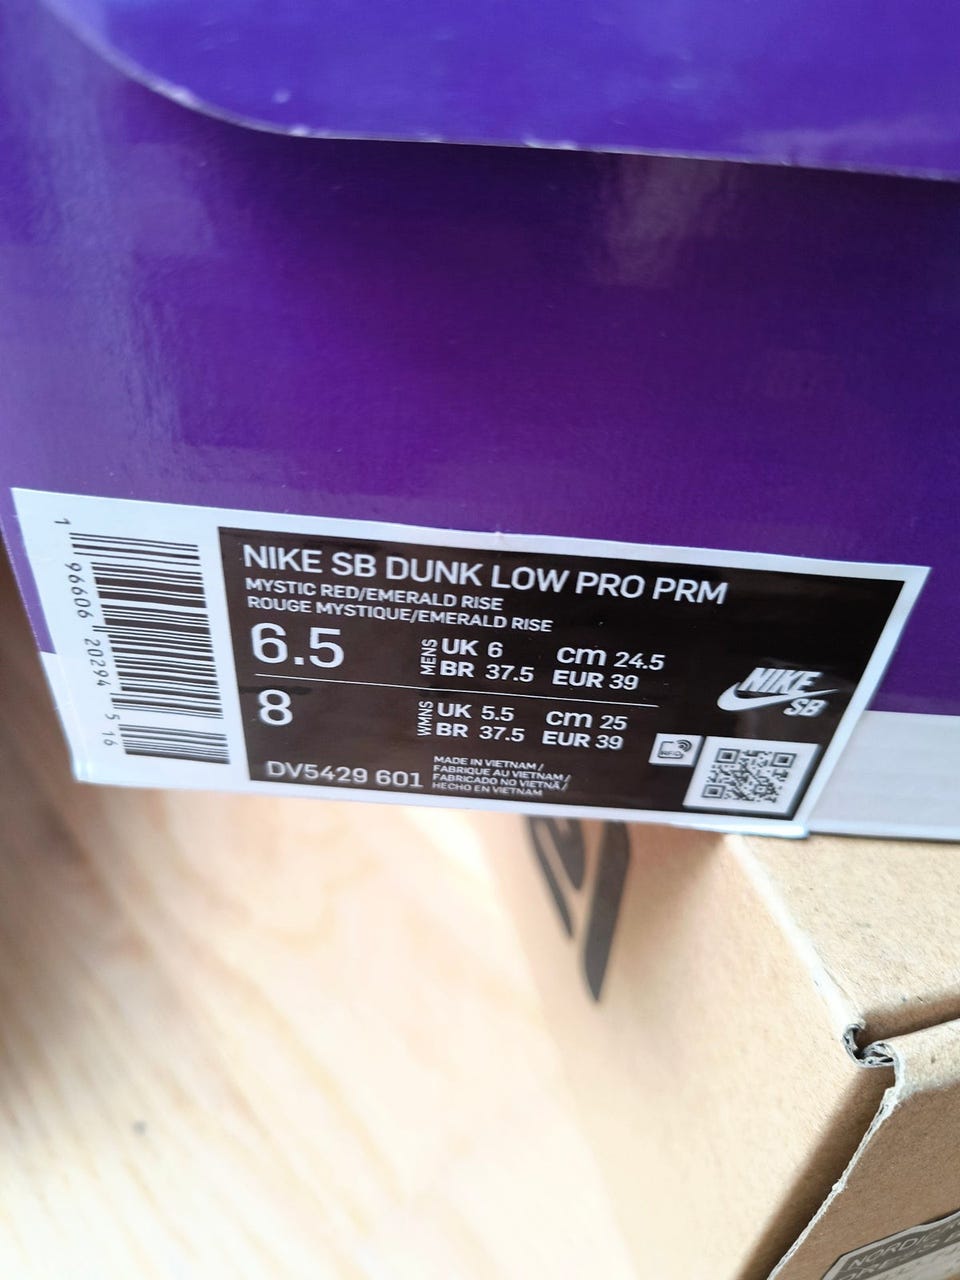 1 96606 20294 5 16
NIKE SB DUNK LOW PRO PRM
MYSTIC RED/EMERALD RISE
ROUGE MYSTIQUE/EMERALD RISE
6.5 MENS UK 6 cm 24.5
BR 37.5 EUR 39
8 WMNS UK 5.5 cm 25
BR 37.5 EUR 39
NIKE
SB
RFID
DV5429 601
MADE IN VIETNAM /
FABRIQUE AU VIETNAM /
FABRICADO NO VIETNÃ /
HECHO EN VIETNAM
NORDIC